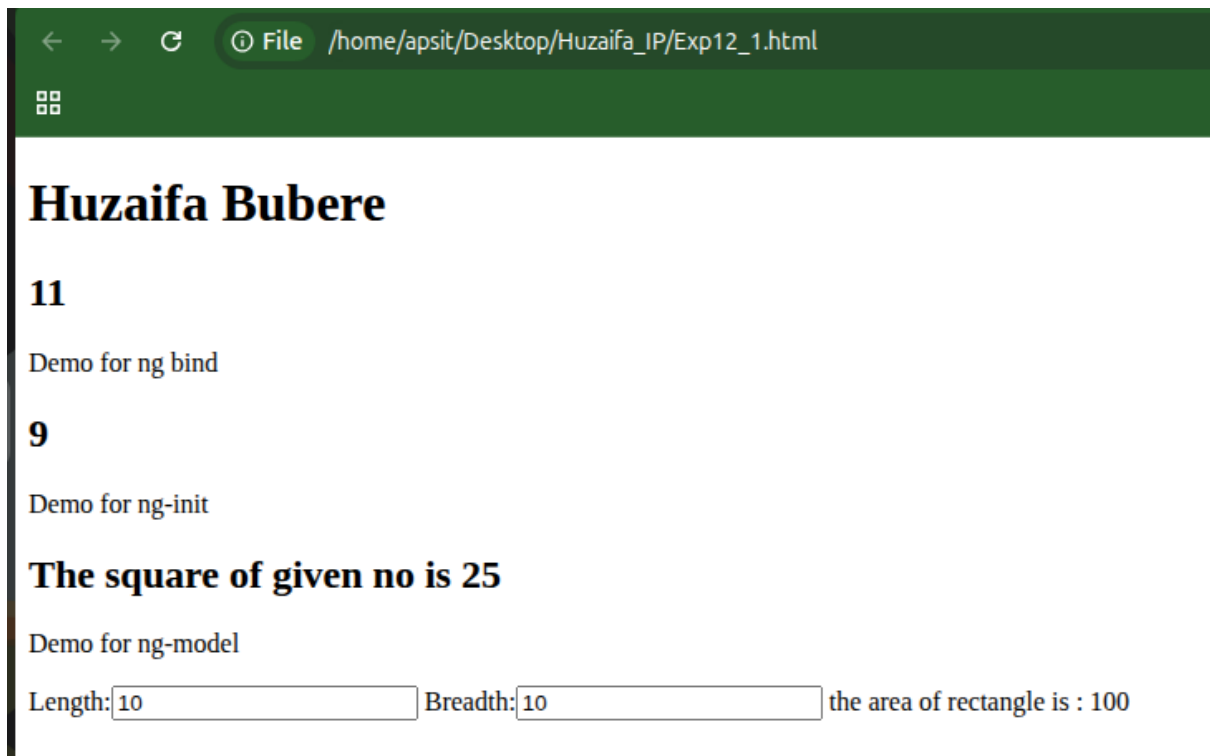 File /home/apsit/Desktop/Huzaifa_IP/Exp12_1.html
Huzaifa Bubere
11
Demo for ng bind
9
Demo for ng-init
The square of given no is 25
Demo for ng-model
Length:10 Breadth:10 the area of rectangle is : 100